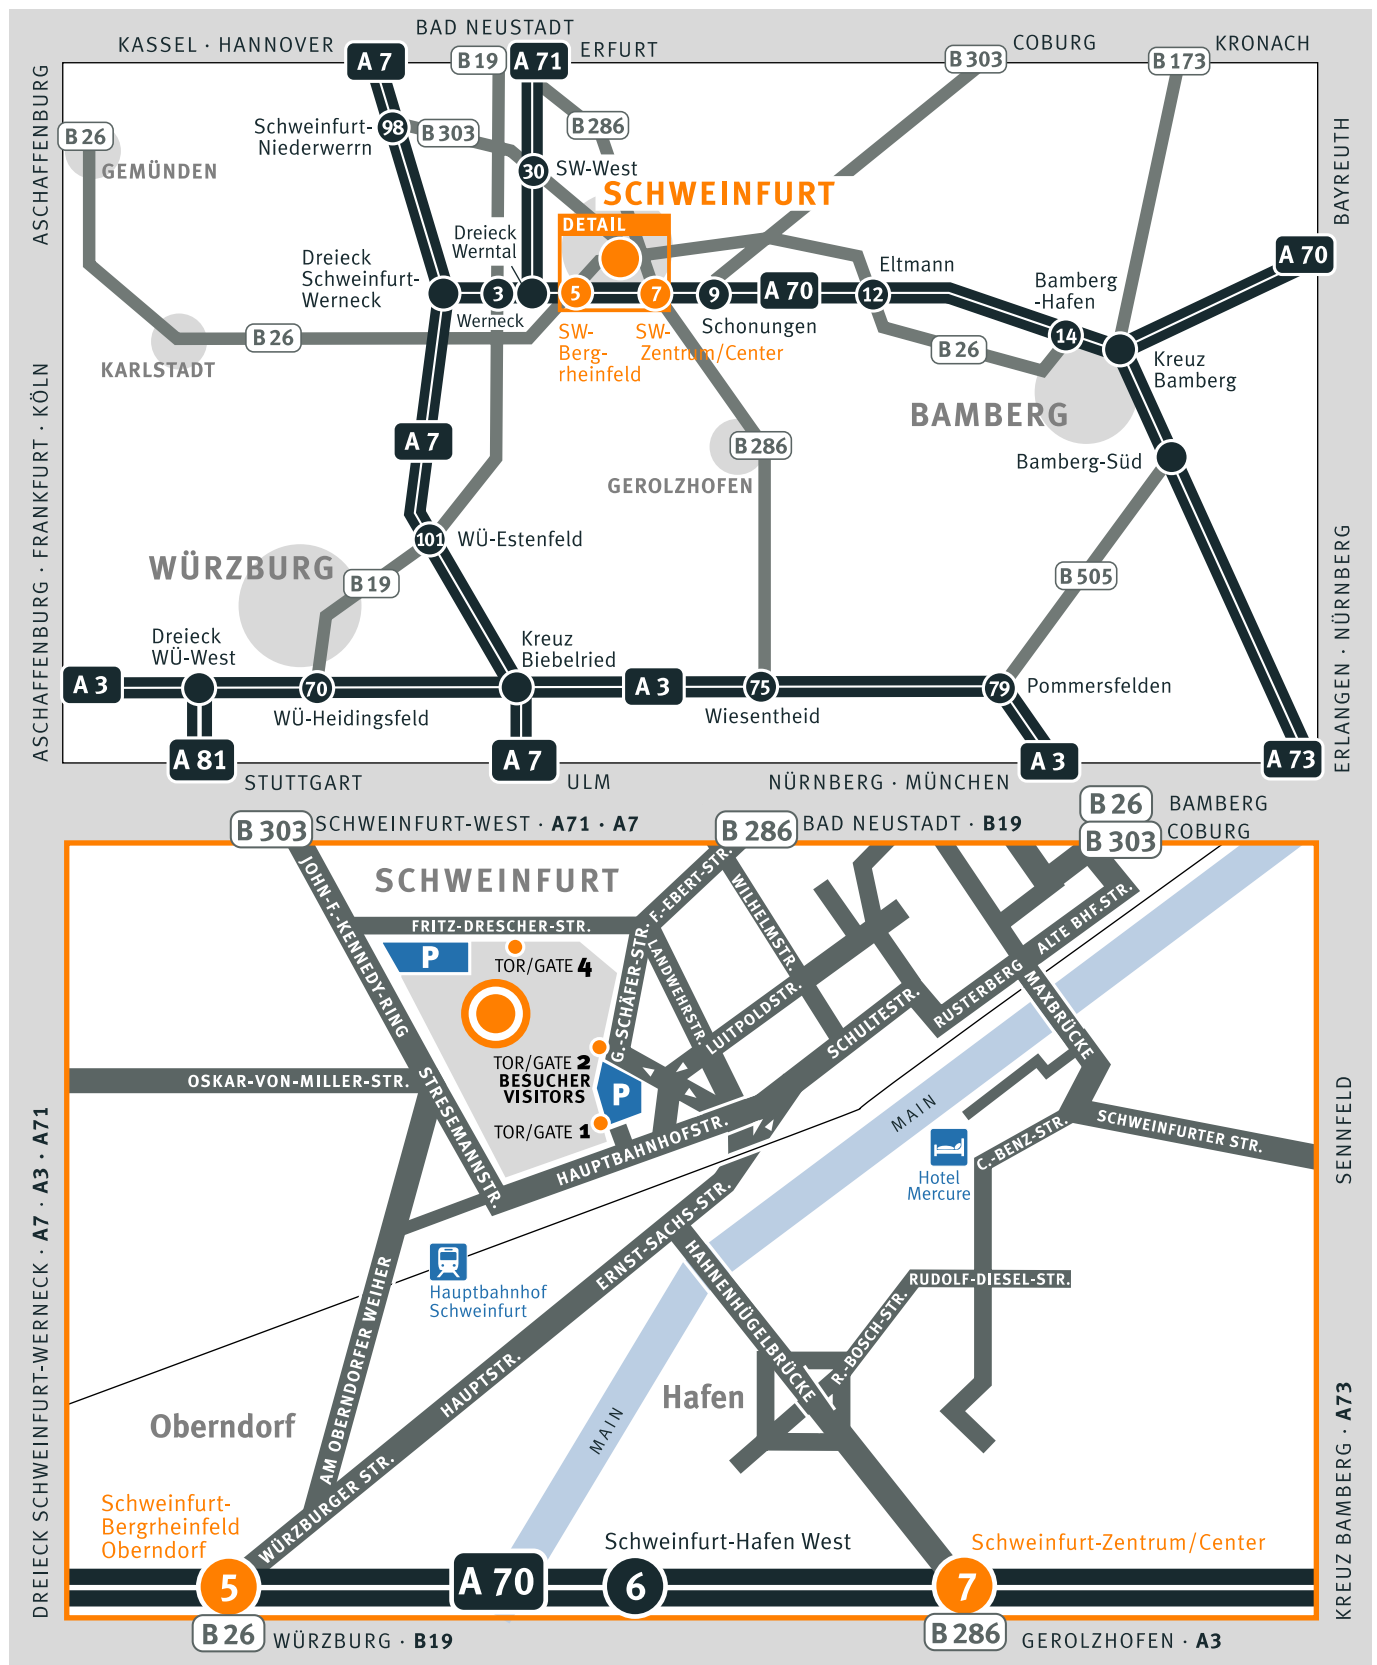 BAD NEUSTADT
KASSEL · HANNOVER
ERFURT
COBURG
KRONACH
A 7
B 19
A 71
B 303
B 173
ASCHAFFENBURG
BAYREUTH
B 26
Schweinfurt-
Niederwerrn
98
B 303
B 286
GEMÜNDEN
30
SW-West
SCHWEINFURT
DETAIL
Dreieck
Werntal
Dreieck
Schweinfurt-
Werneck
3
Werneck
5
7
9
A 70
12
Eltmann
A 70
Bamberg
-Hafen
14
Schonungen
SW-
Berg-
rheinfeld
SW-
Zentrum/Center
B 26
B 26
KARLSTADT
Kreuz
Bamberg
BAMBERG
A 7
B 286
GEROLZHOFEN
Bamberg-Süd
ASCHAFFENBURG · FRANKFURT · KÖLN
ERLANGEN · NÜRNBERG
101
WÜ-Estenfeld
WÜRZBURG
B 19
B 505
Dreieck
WÜ-West
Kreuz
Biebelried
A 3
70
A 3
75
79
Pommersfelden
WÜ-Heidingsfeld
Wiesentheid
A 81
A 7
A 3
A 73
STUTTGART
ULM
NÜRNBERG · MÜNCHEN
B 26
BAMBERG
B 303
SCHWEINFURT-WEST · A71 · A7
B 286
BAD NEUSTADT · B19
B 303
COBURG
SCHWEINFURT
JOHN-F.-KENNEDY-RING
FRITZ-DRESCHER-STR.
F.-EBERT-STR.
WILHELMSTR.
ALTE BHF.STR.
P
TOR/GATE 4
G.-SCHÄFER-STR.
LANDWEHRSTR.
LUITPOLDSTR.
SCHULTESTR.
RUSTERBERG
MAXBRÜCKE
TOR/GATE 2
BESUCHER
VISITORS
P
TOR/GATE 1
OSKAR-VON-MILLER-STR.
STRESEMANNSTR.
HAUPTBAHNHOFSTR.
MAIN
Hotel
Mercure
C.-BENZ-STR.
SCHWEINFURTER STR.
SENNFELD
DREIECK SCHWEINFURT-WERNECK · A7 · A3 · A71
ERNST-SACHS-STR.
Hauptbahnhof
Schweinfurt
AM OBERNDORFER WEIHER
HAHNENHÜGELBRÜCKE
RUDOLF-DIESEL-STR.
R.-BOSCH-STR.
HAUPTSTR.
Hafen
Oberndorf
MAIN
WÜRZBURGER STR.
KREUZ BAMBERG · A73
Schweinfurt-
Bergrheinfeld
Oberndorf
Schweinfurt-Hafen West
Schweinfurt-Zentrum/Center
5
A 70
6
7
B 26
WÜRZBURG · B19
B 286
GEROLZHOFEN · A3